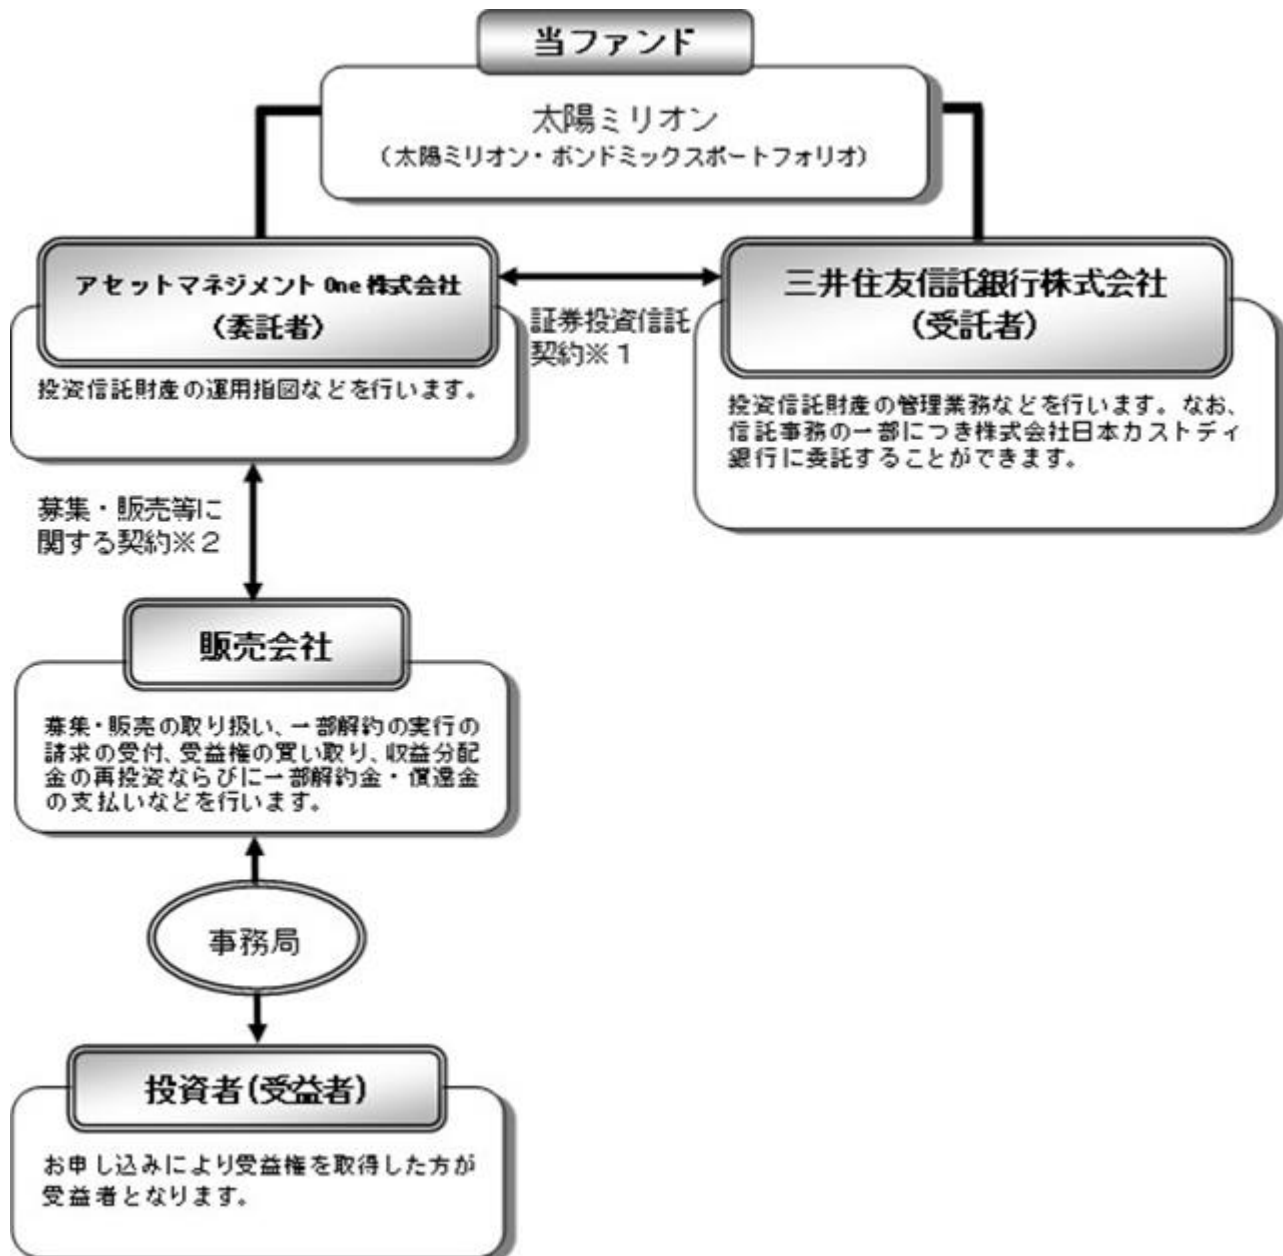 当ファンド
太陽ミリオン
（太陽ミリオン・ボンドミックスポートフォリオ）
アセットマネジメントOne株式会社
（委託者）
投資信託財産の運用指図などを行います。
証券投資信託
契約※１
三井住友信託銀行株式会社
（受託者）
投資信託財産の管理業務などを行います。なお、
信託事務の一部につき株式会社日本カストディ
銀行に委託することができます。
募集・販売等に
関する契約※２
販売会社
募集・販売の取り扱い、一部解約の実行の
請求の受付、受益権の買い取り、収益分配
金の再投資ならびに一部解約金・償還金
の支払いなどを行います。
事務局
投資者(受益者)
お申し込みにより受益権を取得した方が
受益者となります。